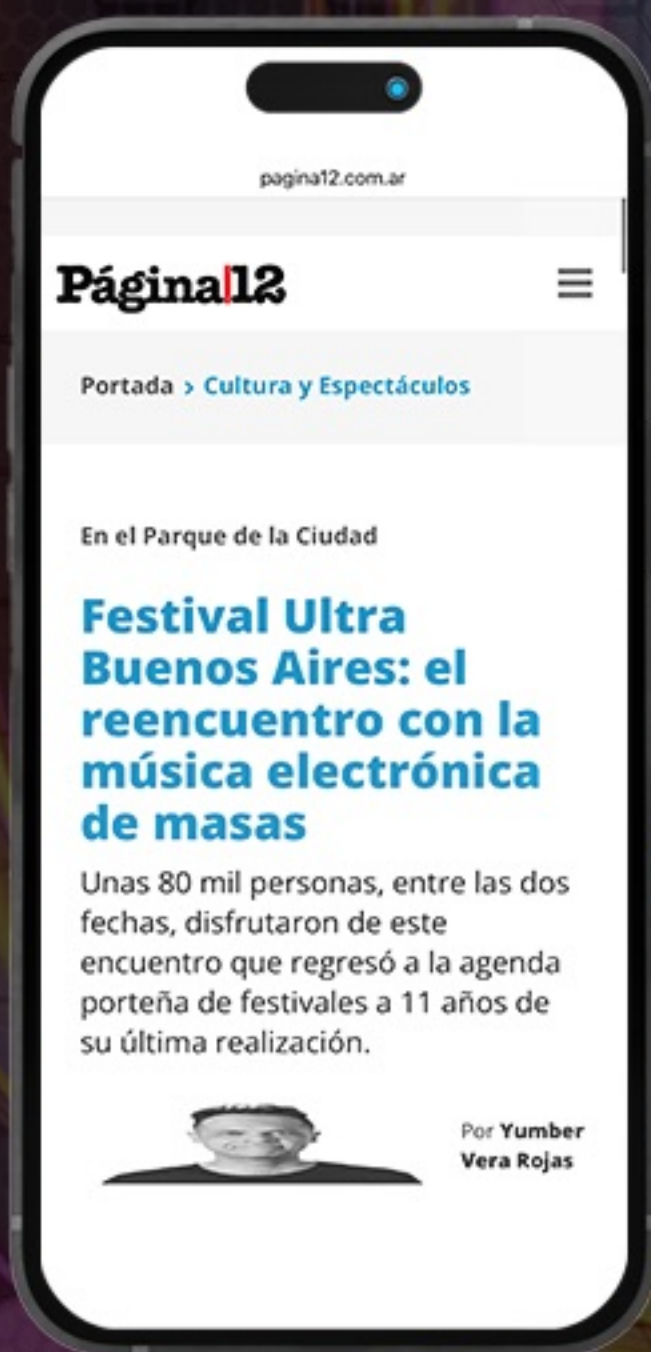 pagina12.com.ar
Página|12
Portada > Cultura y Espectáculos
En el Parque de la Ciudad
Festival Ultra
Buenos Aires: el
reencuentro con la
música electrónica
de masas
Unas 80 mil personas, entre las dos
fechas, disfrutaron de este
encuentro que regresó a la agenda
porteña de festivales a 11 años de
su última realización.
Por Yumber
Vera Rojas